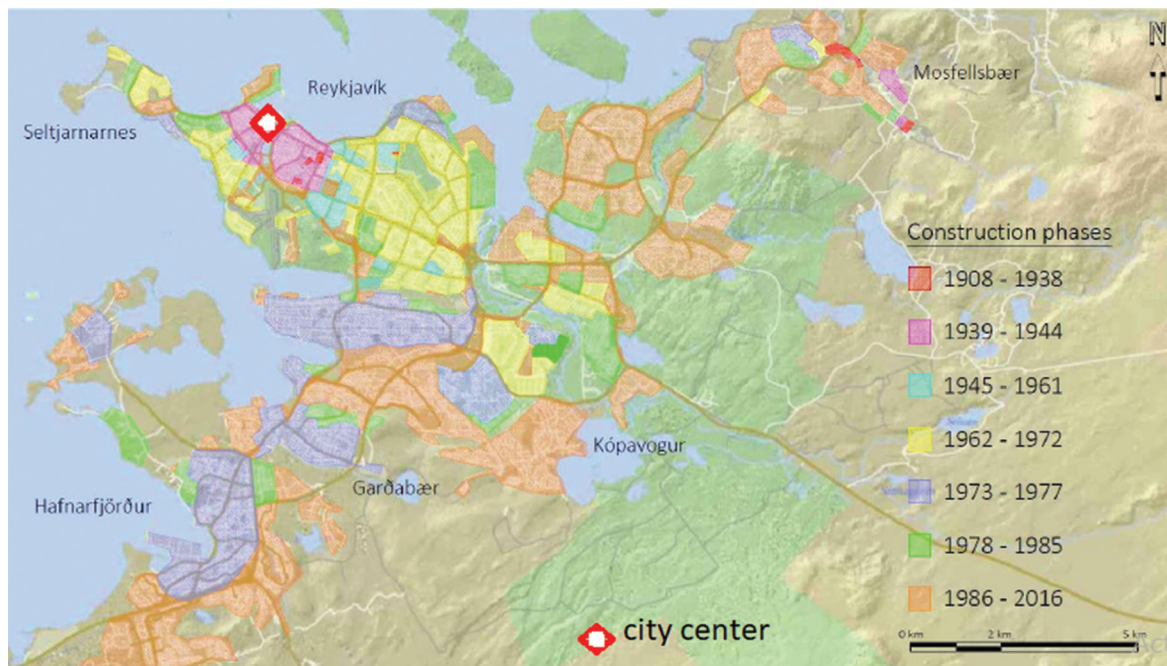 N
Mosfellsbær
Reykjavík
Seltjarnarnes
Construction phases
1908 - 1938
1939 - 1944
1945 - 1961
1962 - 1972
1973 - 1977
1978 - 1985
1986 - 2016
Kópavogur
Garðabær
Hafnarfjörður
city center
0 km
2 km
5 km